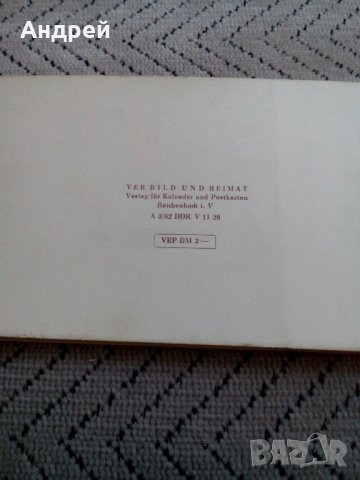 Андрей
VEB BILD UND HEIMAT
Verlag für Kalender und Postkarten
Reichenbach i. V
A 3/62 DDR V 11 28
VEP DM 2,—
BAZAR